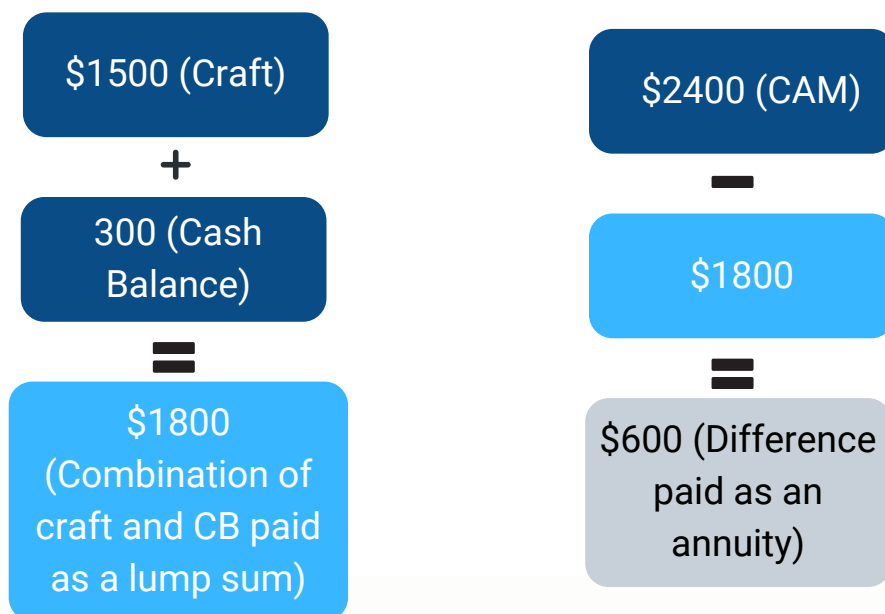 $1500 (Craft)
+
300 (Cash
Balance)
=
$1800
(Combination of
craft and CB paid
as a lump sum)
$2400 (CAM)
-
$1800
=
$600 (Difference
paid as an
annuity)